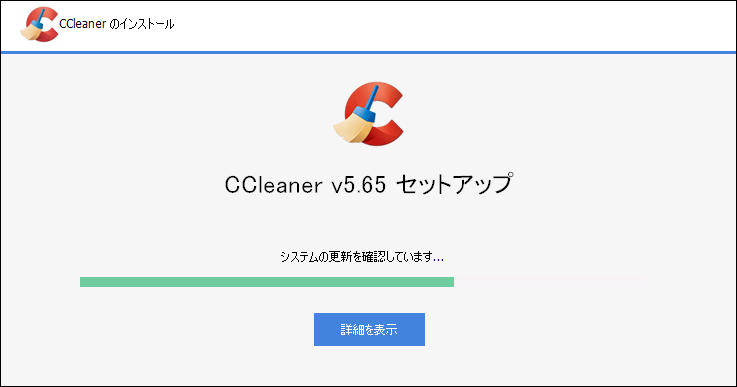 CCleaner のインストール
CCleaner v5.65 セットアップ
システムの更新を確認しています...
詳細を表示